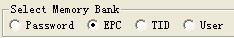 Select Memory Bank
Password EPC TID User